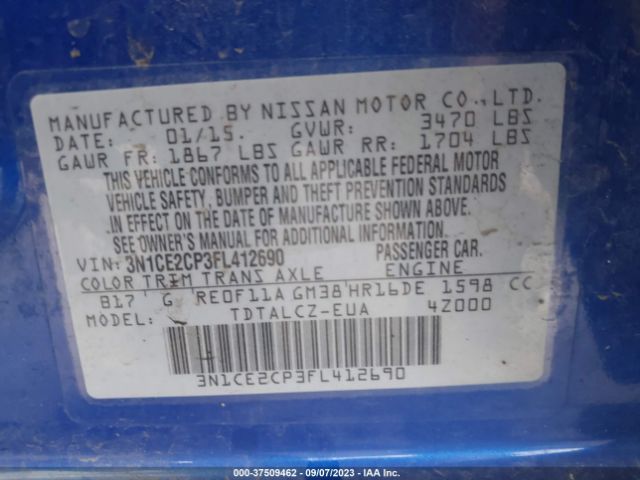 MANUFACTURED BY NISSAN MOTOR CO.,LTD.
DATE: 01/15. GVWR: 3470 LBS
GAWR FR: 1867 LBS GAWR RR: 1704 LBS
THIS VEHICLE CONFORMS TO ALL APPLICABLE FEDERAL MOTOR
VEHICLE SAFETY, BUMPER AND THEFT PREVENTION STANDARDS
IN EFFECT ON THE DATE OF MANUFACTURE SHOWN ABOVE.
SEE OWNER'S MANUAL FOR ADDITIONAL INFORMATION.
VIN: 3N1CE2CP3FL412690 PASSENGER CAR.
COLOR TRIM TRANS AXLE ENGINE
B17 G RE0F11A GM38 HR16DE 1598 CC
MODEL: TDTALCZ-EUA 4Z000
3N1CE2CP3FL412690
000-37509462 - 09/07/2023 - IAA Inc.